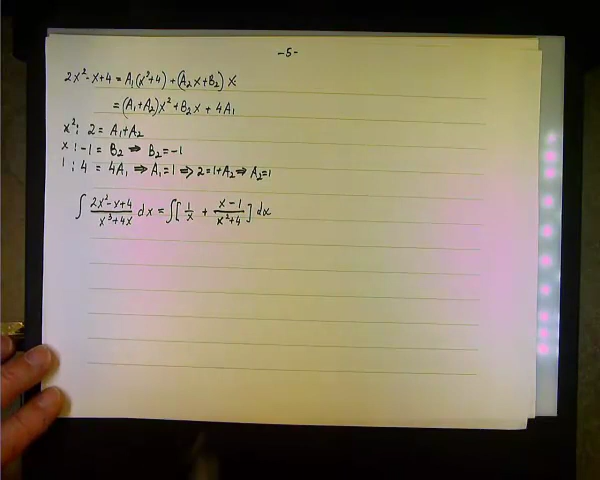 -5-
2x²-x+4 = A₁(x²+4) + (A₂x+B₂)x
= (A₁+A₂)x² + B₂x + 4A₁
x²: 2 = A₁+A₂
x: -1 = B₂ ⇒ B₂=-1
1: 4 = 4A₁ ⇒ A₁=1 ⇒ 2=1+A₂ ⇒ A₂=1
∫ (2x²-x+4)/(x³+4x) dx = ∫[1/x + (x-1)/(x²+4)] dx